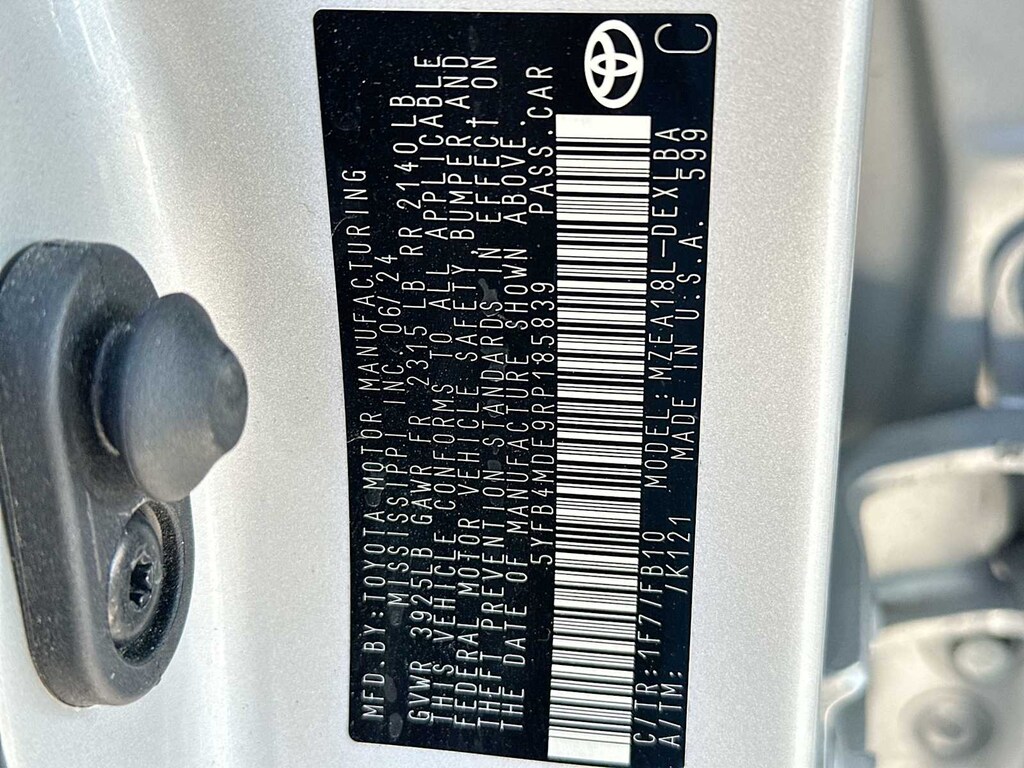 MFD.BY:TOYOTA MOTOR MANUFACTURING
MISSISSIPPI INC.06/24
GVWR 3925LB GAWR FR 2315 LB RR 2140LB
THIS VEHICLE CONFORMS TO ALL APPLICABLE
FEDERAL MOTOR VEHICLE SAFETY, BUMPER, AND
THEFT PREVENTION STANDARDS IN EFFECT ON
THE DATE OF MANUFACTURE SHOWN ABOVE.
5YFB4MDE9RP185839 PASS.CAR
C/TR:1F7/FB10 MODEL:MZEA18L-DEXLBA
A/TM: /K121 MADE IN U.S.A. 599
C